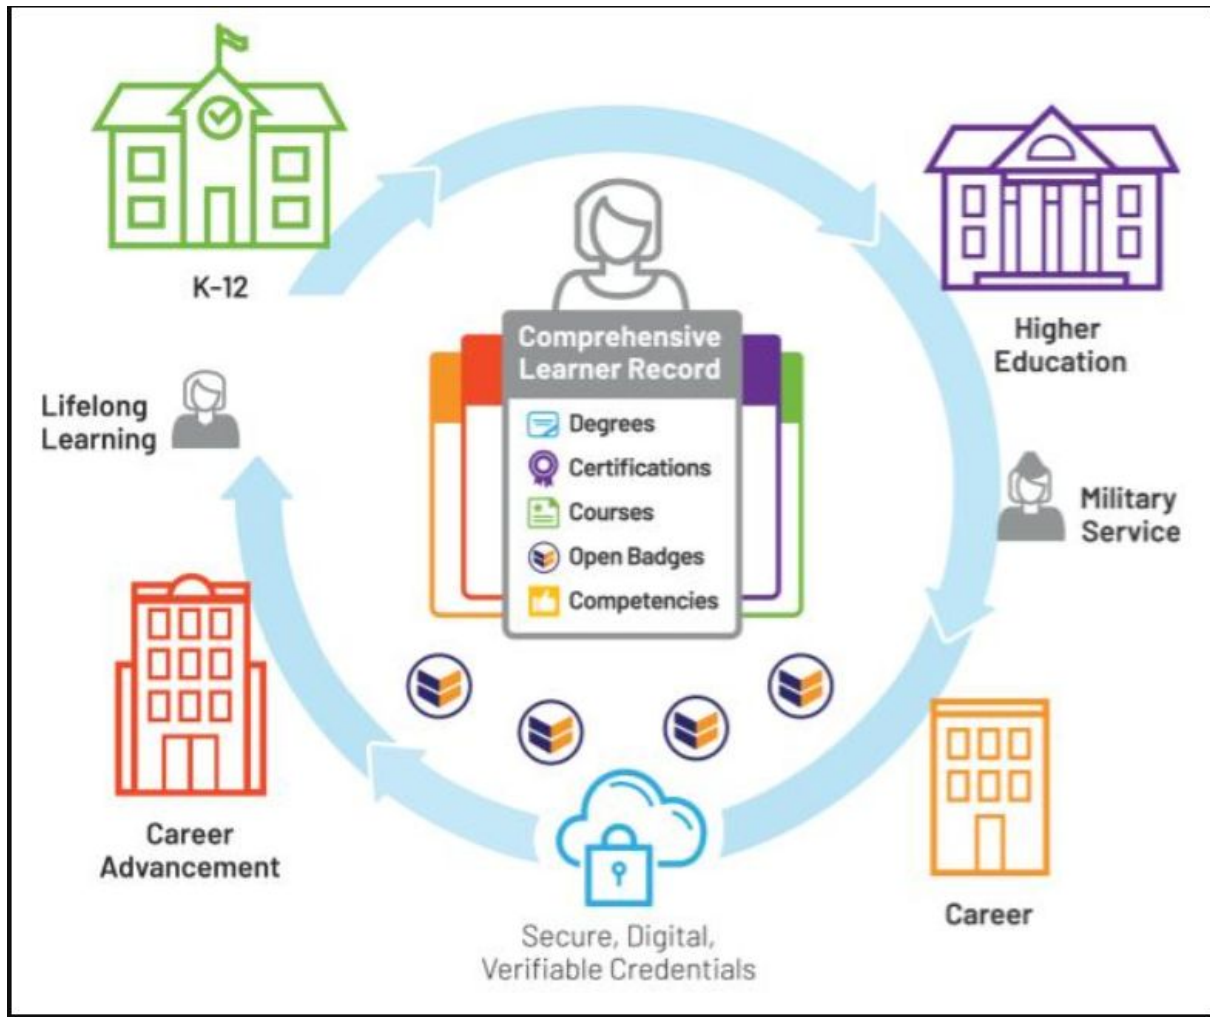 K-12
Higher
Education
Comprehensive
Learner Record
Degrees
Certifications
Courses
Open Badges
Competencies
Lifelong
Learning
Military
Service
Career
Advancement
Career
Secure, Digital,
Verifiable Credentials